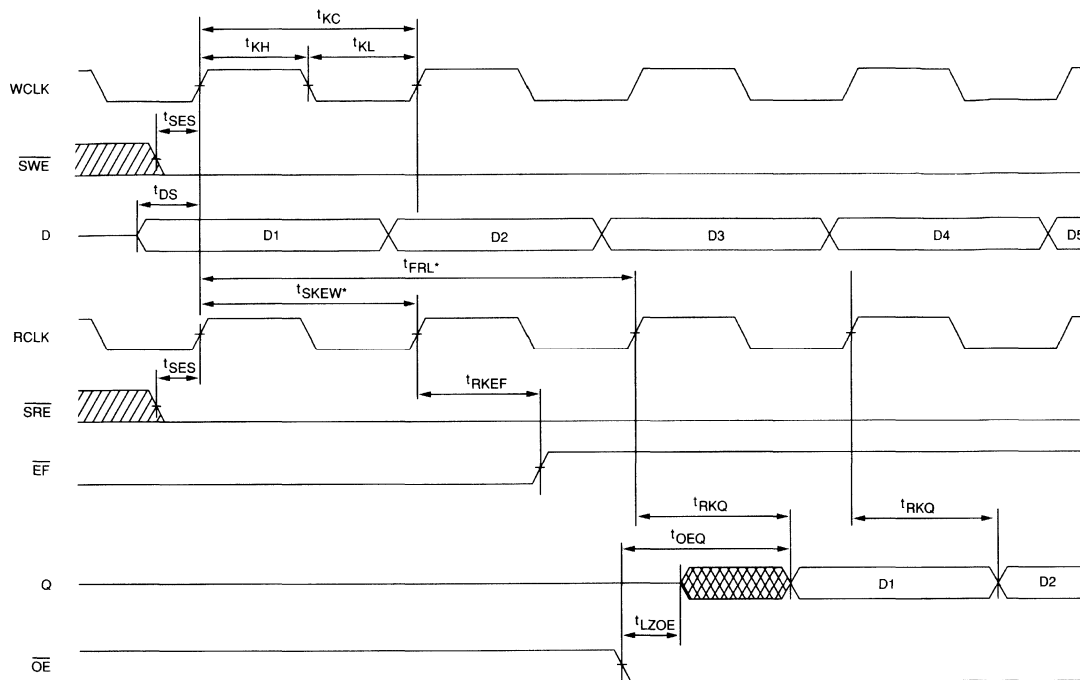 tKC
tKH tKL
WCLK
tSES
SWE
tDS
D D1 D2 D3 D4 D5
tFRL*
tSKEW*
RCLK
tSES
tRKEF
SRE
EF
tRKQ tRKQ
tOEQ
Q D1 D2
tLZOE
OE